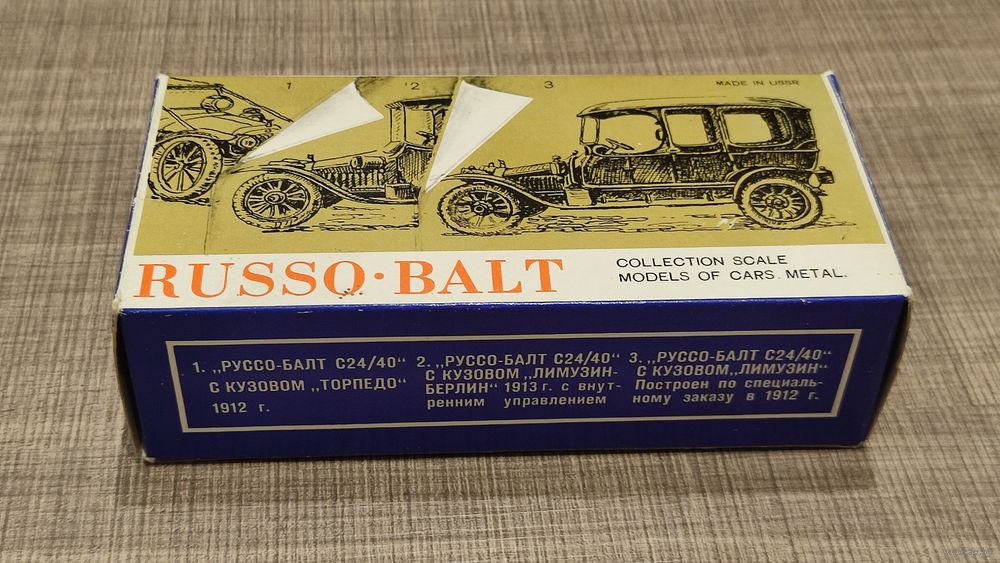 1 2 3 MADE IN USSR
RUSSO·BALT
COLLECTION SCALE
MODELS OF CARS. METAL.
1. „РУССО-БАЛТ С24/40“
С КУЗОВОМ „ТОРПЕДО“
1912 г.
2. „РУССО-БАЛТ С24/40“
С КУЗОВОМ „ЛИМУЗИН-
БЕРЛИН“ 1913 г. с внут-
ренним управлением
3. „РУССО-БАЛТ С24/40“
С КУЗОВОМ „ЛИМУЗИН“
Построен по специаль-
ному заказу в 1912 г.